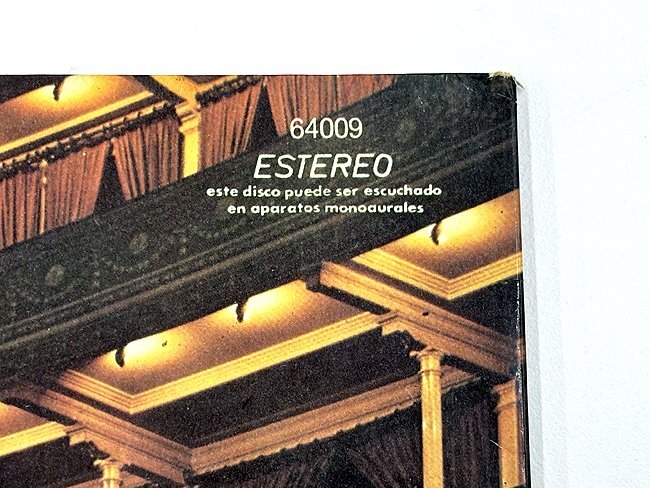 64009
ESTEREO
este disco puede ser escuchado
en aparatos monoaurales